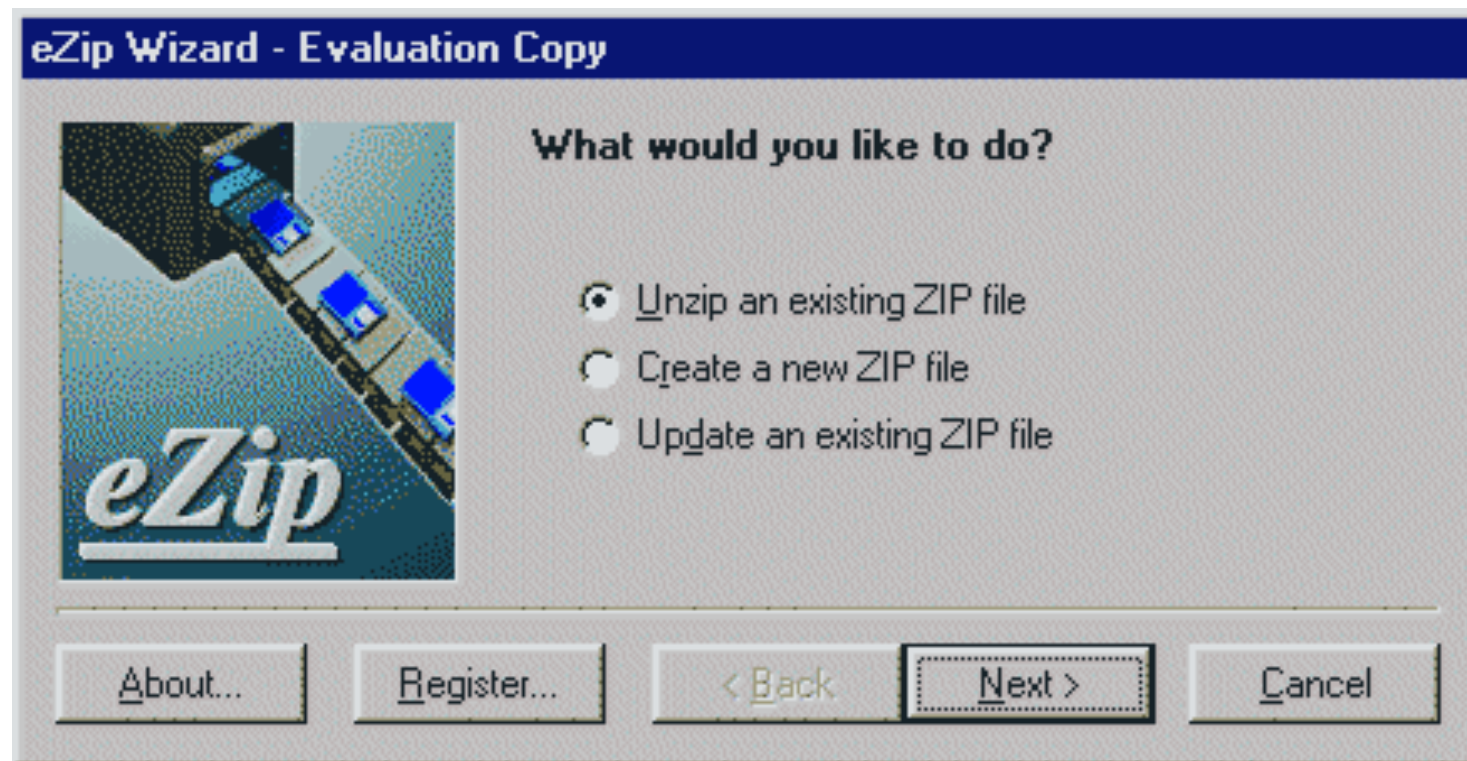 eZip Wizard - Evaluation Copy
What would you like to do?
Unzip an existing ZIP file
Create a new ZIP file
Update an existing ZIP file
eZip
About... Register... < Back Next > Cancel